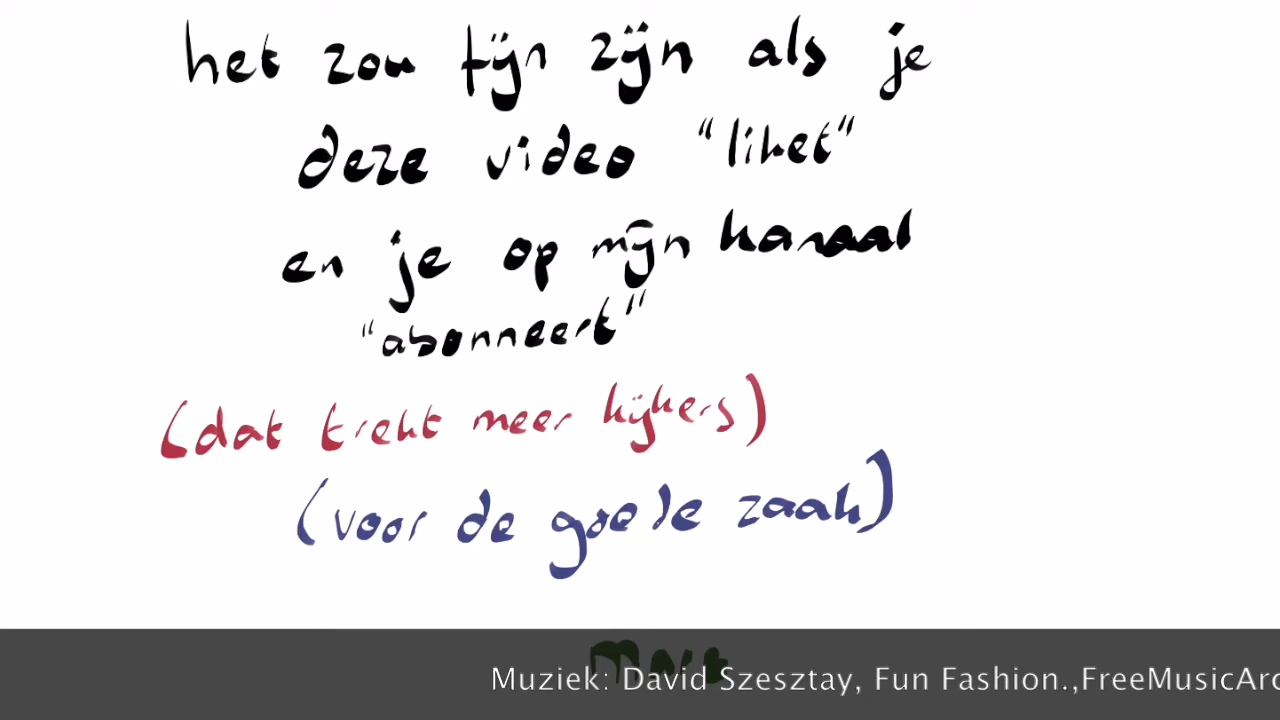 het zou fijn zijn als je
deze video "liket"
en je op mijn kanaal
"abonneert"
(dat trekt meer kijkers)
(voor de goede zaak)
Muziek: David Szesztay, Fun Fashion.,FreeMusicArc